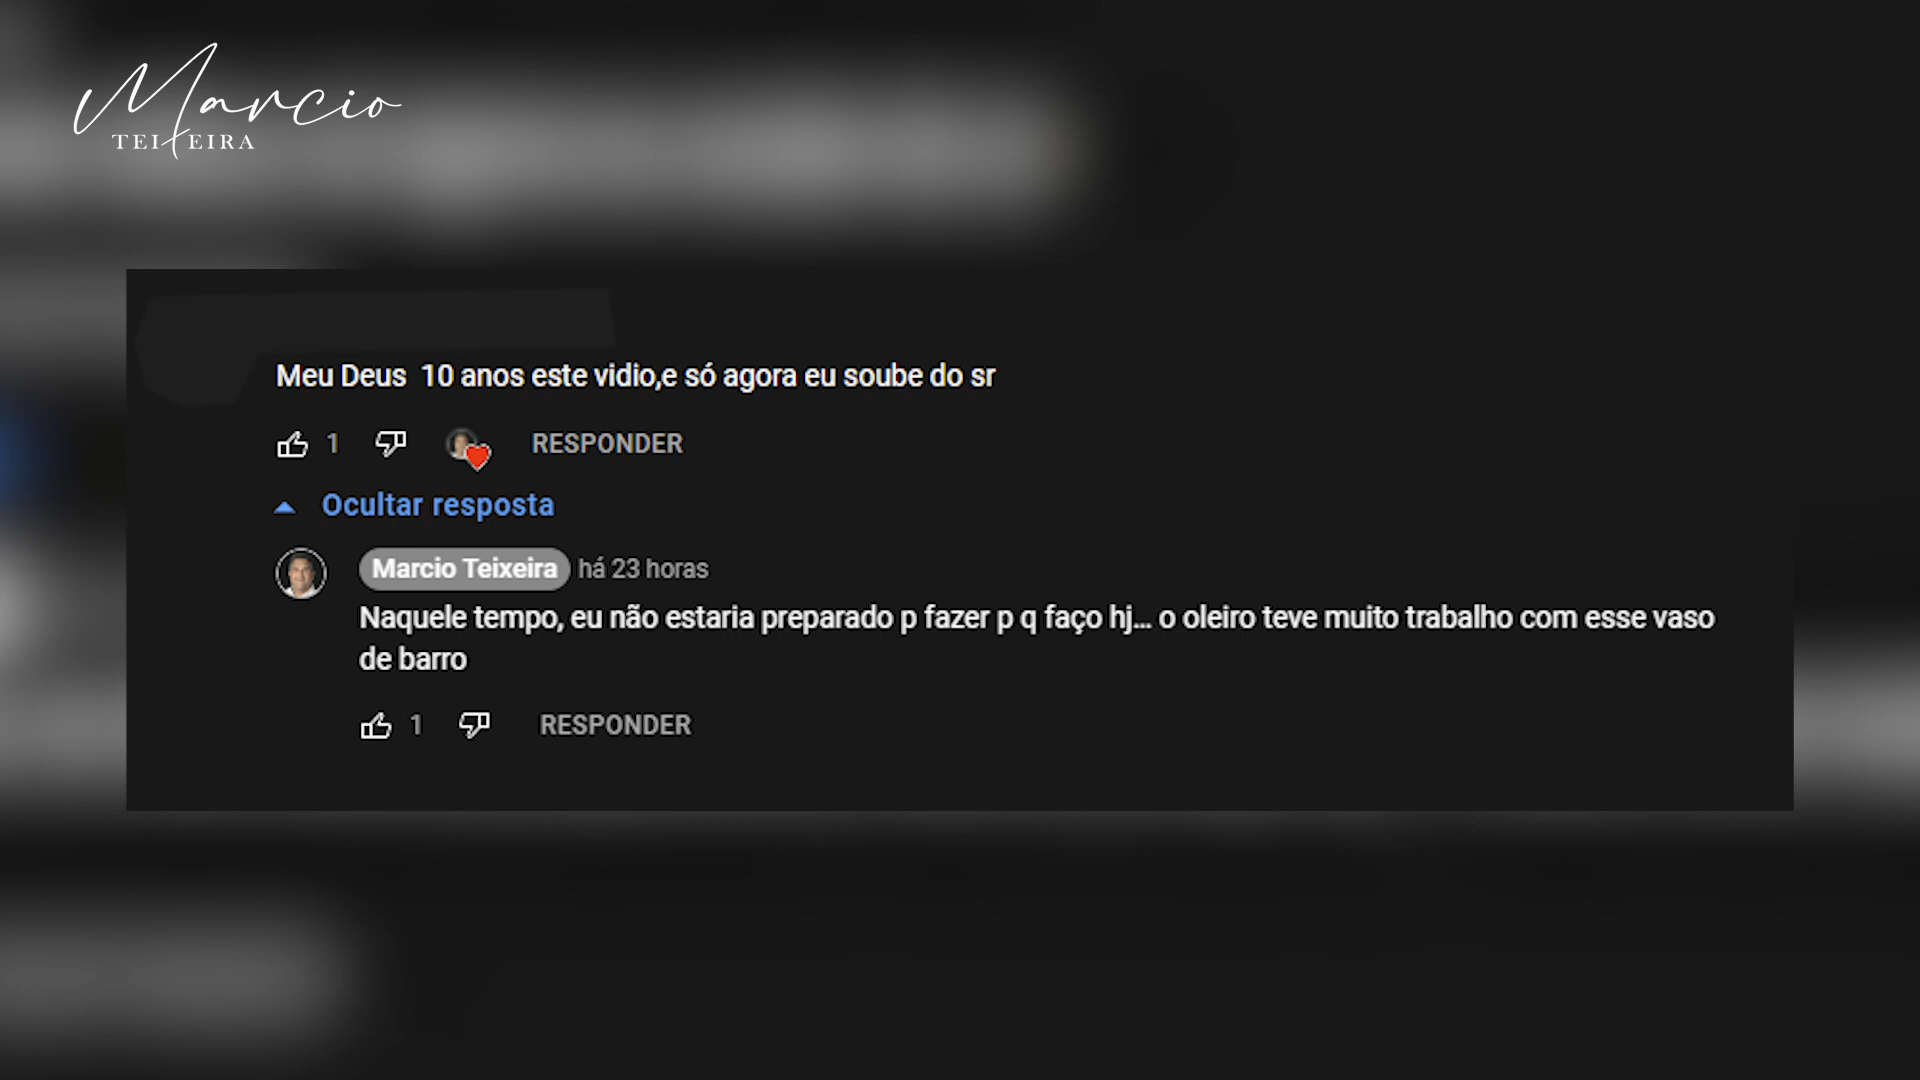 Marcio
TEIXEIRA
Meu Deus  10 anos este vidio,e só agora eu soube do sr
1 RESPONDER
Ocultar resposta
Marcio Teixeira há 23 horas
Naquele tempo, eu não estaria preparado p fazer p q faço hj... o oleiro teve muito trabalho com esse vaso
de barro
1 RESPONDER